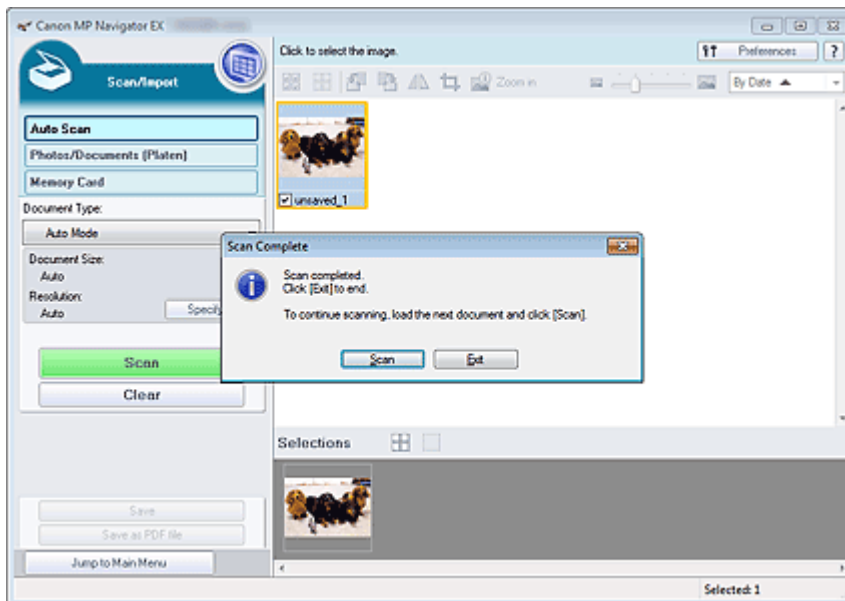 Canon MP Navigator EX
Scan/Import
Click to select the image.
Preferences
?
Zoom in
By Date
Auto Scan
Photos/Documents (Platen)
Memory Card
Document Type:
Auto Mode
Document Size:
Auto
Resolution:
Auto
Specify
Scan
Clear
unsaved_1
Scan Complete
Scan completed.
Click [Exit] to end.
To continue scanning, load the next document and click [Scan].
Scan
Exit
Selections
Save
Save as PDF file
Jump to Main Menu
Selected: 1